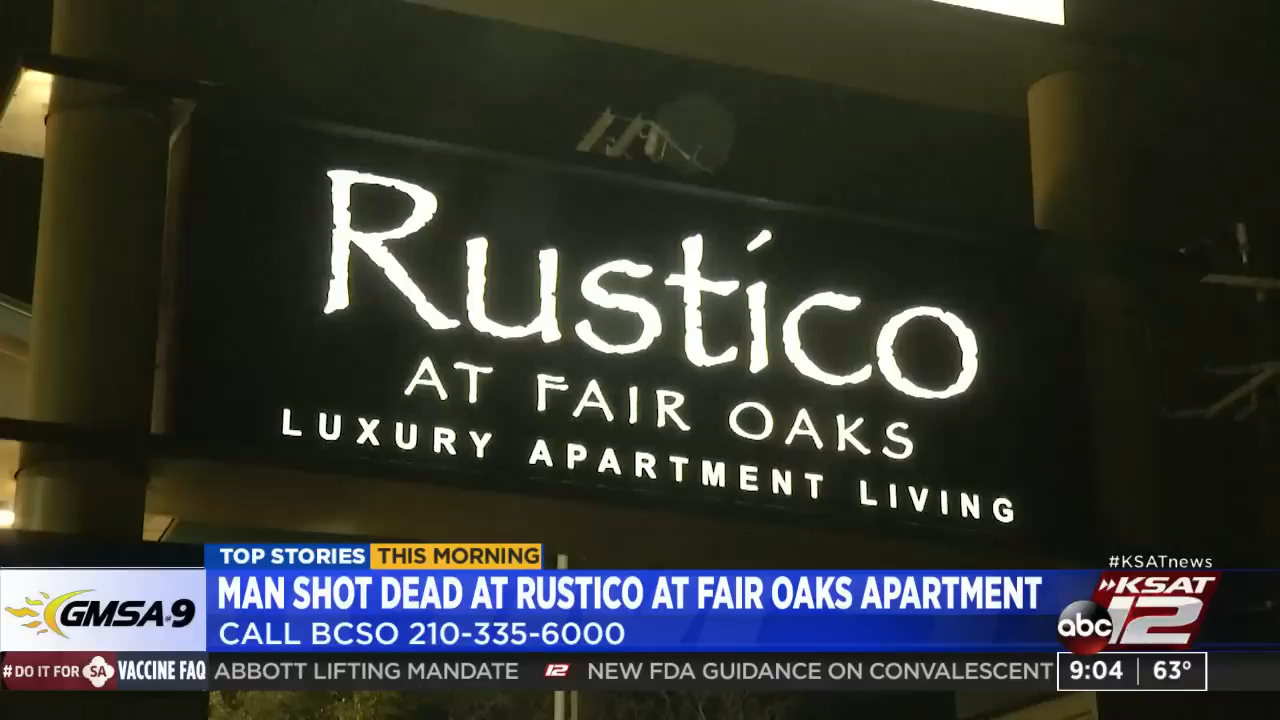 Rustíco
AT FAIR OAKS
LUXURY APARTMENT LIVING
TOP STORIES THIS MORNING
#KSATnews
MAN SHOT DEAD AT RUSTICO AT FAIR OAKS APARTMENT
CALL BCSO 210-335-6000
GMSA@9
KSAT
abc 12
#DO IT FOR SA VACCINE FAQ
ABBOTT LIFTING MANDATE 12 NEW FDA GUIDANCE ON CONVALESCENT
9:04 63°